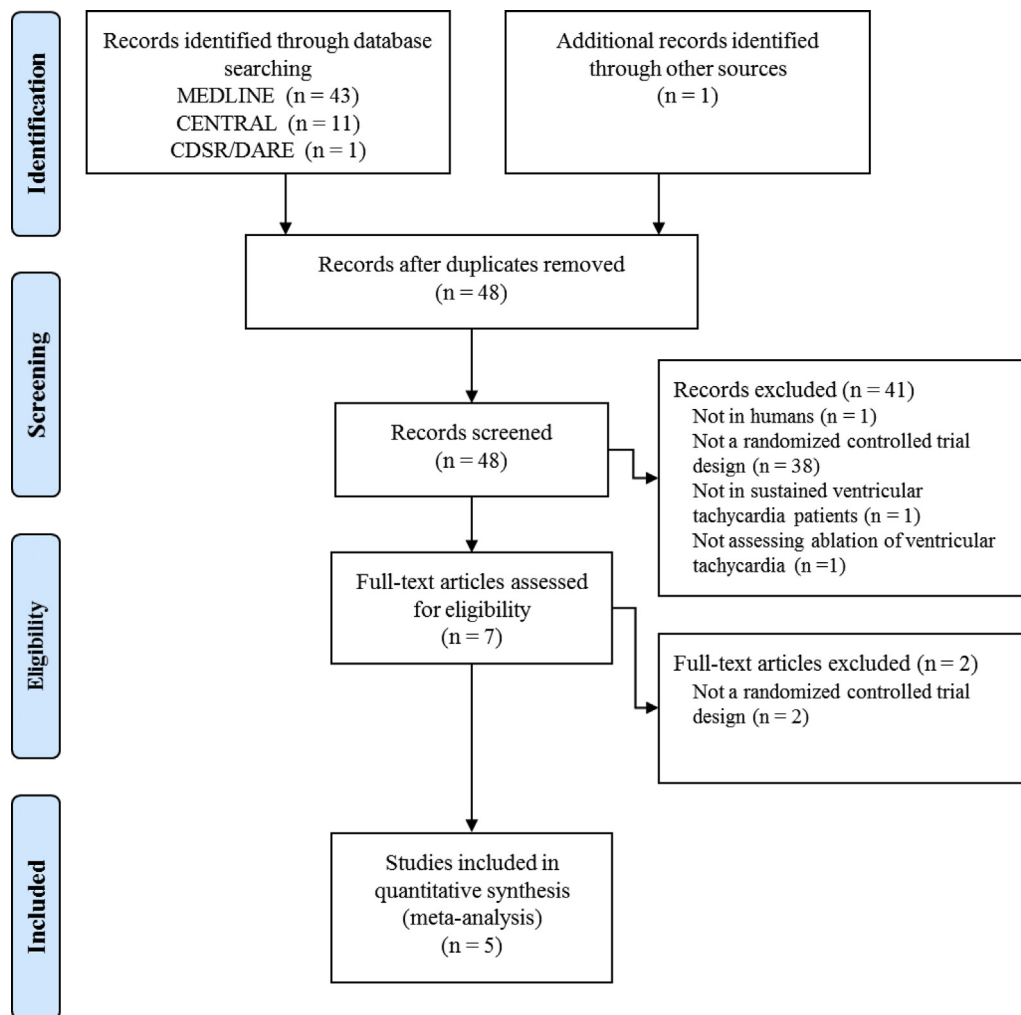 Identification
Records identified through database
searching
MEDLINE (n = 43)
CENTRAL (n = 11)
CDSR/DARE (n = 1)
Additional records identified
through other sources
(n = 1)
Records after duplicates removed
(n = 48)
Screening
Records screened
(n = 48)
Records excluded (n = 41)
Not in humans (n = 1)
Not a randomized controlled trial
design (n = 38)
Not in sustained ventricular
tachycardia patients (n = 1)
Not assessing ablation of ventricular
tachycardia (n =1)
Eligibility
Full-text articles assessed
for eligibility
(n = 7)
Full-text articles excluded (n = 2)
Not a randomized controlled trial
design (n = 2)
Included
Studies included in
quantitative synthesis
(meta-analysis)
(n = 5)